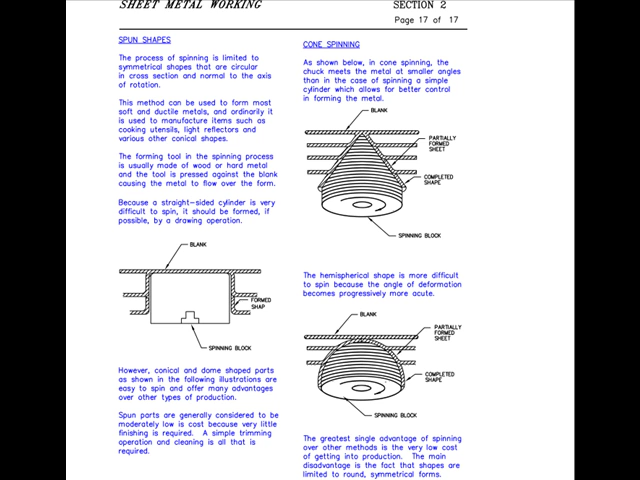 SHEET METAL WORKING
SECTION 2
Page 17 of 17
SPUN SHAPES
The process of spinning is limited to
symmetrical shapes that are circular
in cross section and normal to the axis
of rotation.
This method can be used to form most
soft and ductile metals, and ordinarily it
is used to manufacture items such as
cooking utensils, light reflectors and
various other conical shapes.
The forming tool in the spinning process
is usually made of wood or hard metal
and the tool is pressed against the blank
causing the metal to flow over the form.
Because a straight-sided cylinder is very
difficult to spin, it should be formed, if
possible, by a drawing operation.
BLANK
FORMED
SHAP
SPINNING BLOCK
However, conical and dome shaped parts
as shown in the following illustrations are
easy to spin and offer many advantages
over other types of production.
Spun parts are generally considered to be
moderately low is cost because very little
finishing is required. A simple trimming
operation and cleaning is all that is
required.
CONE SPINNING
As shown below, in cone spinning, the
chuck meets the metal at smaller angles
than in the case of spinning a simple
cylinder which allows for better control
in forming the metal.
BLANK
PARTIALLY
FORMED
SHEET
COMPLETED
SHAPE
SPINNING BLOCK
The hemispherical shape is more difficult
to spin because the angle of deformation
becomes progressively more acute.
BLANK
PARTIALLY
FORMED
SHEET
COMPLETED
SHAPE
SPINNING BLOCK
The greatest single advantage of spinning
over other methods is the very low cost
of getting into production. The main
disadvantage is the fact that shapes are
limited to round, symmetrical forms.